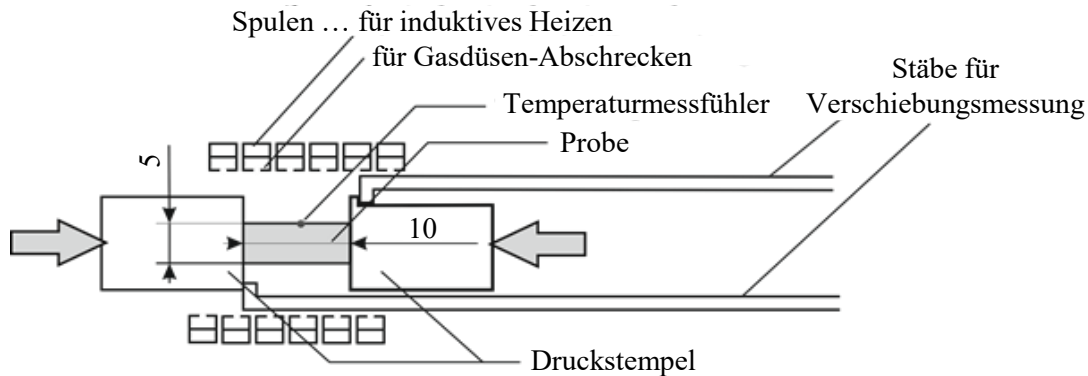 Spulen … für induktives Heizen
für Gasdüsen-Abschrecken
Stäbe für
Verschiebungsmessung
Temperaturmessfühler
Probe
5
10
Druckstempel